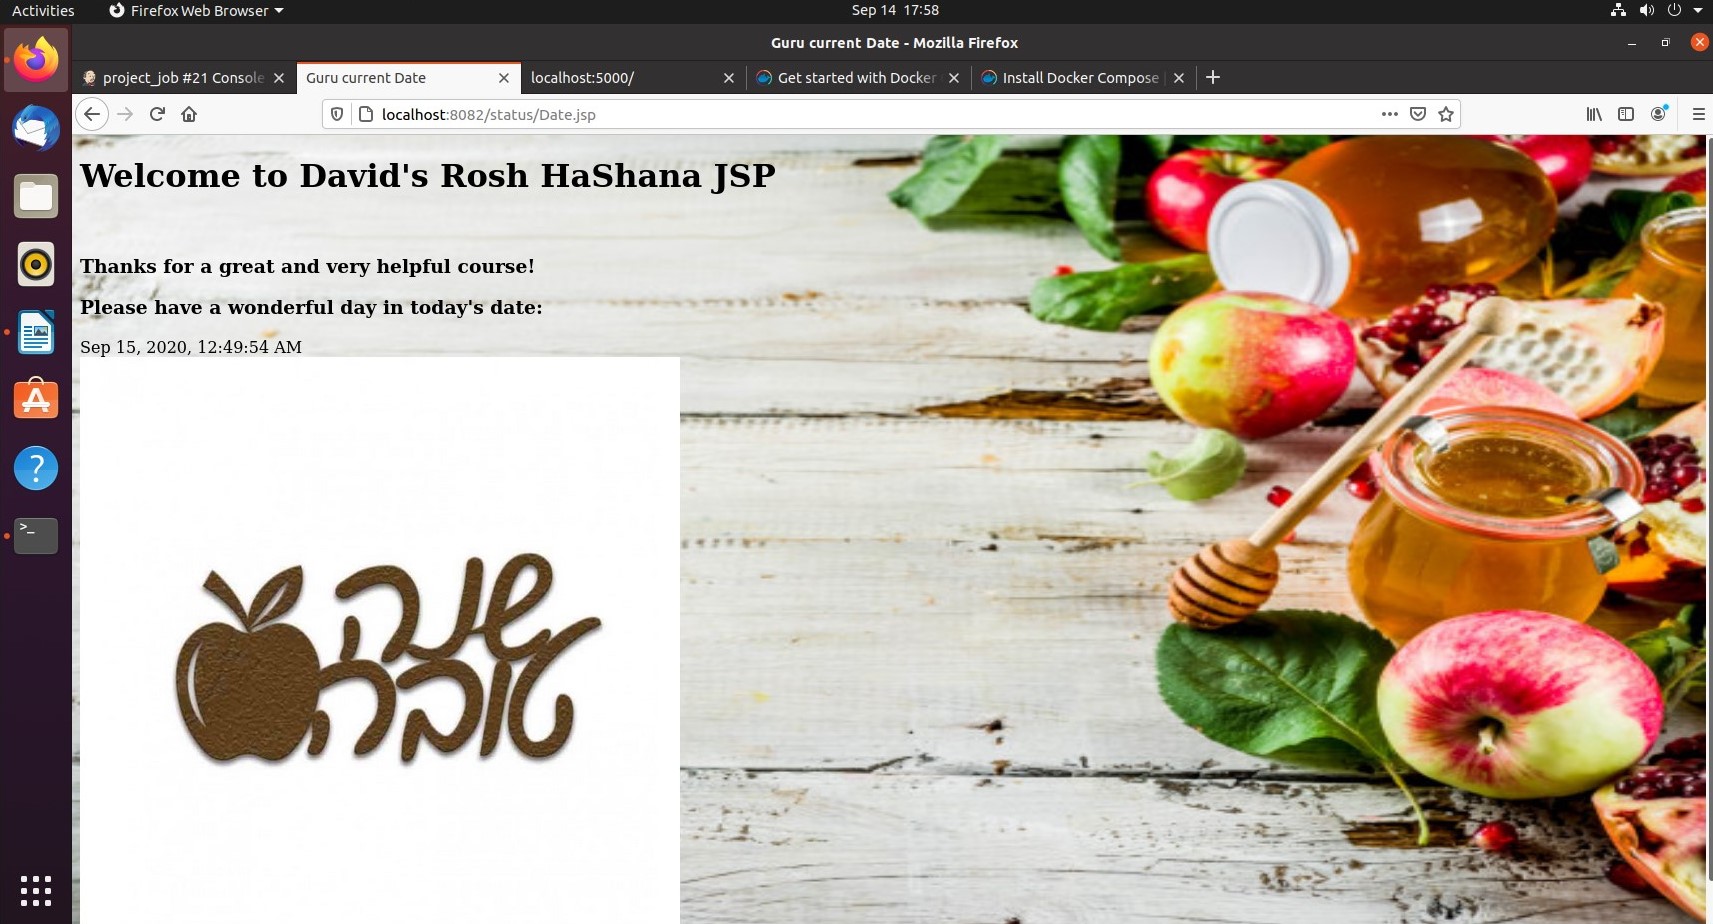 Activities Firefox Web Browser Sep 14 17:58
Guru current Date - Mozilla Firefox
project_job #21 Console Guru current Date localhost:5000/ Get started with Docker Install Docker Compose
localhost:8082/status/Date.jsp
Welcome to David's Rosh HaShana JSP
Thanks for a great and very helpful course!
Please have a wonderful day in today's date:
Sep 15, 2020, 12:49:54 AM
שנה
טובה